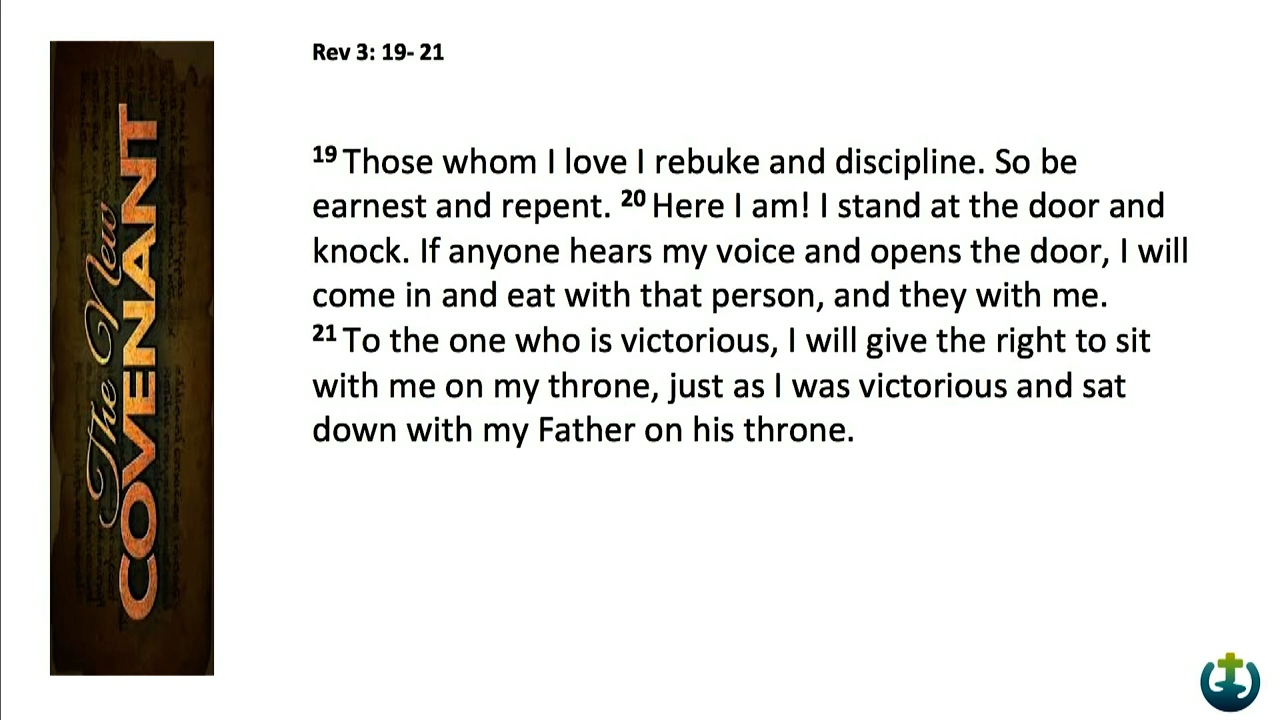 The New
COVENANT
Rev 3: 19- 21
19 Those whom I love I rebuke and discipline. So be
earnest and repent. 20 Here I am! I stand at the door and
knock. If anyone hears my voice and opens the door, I will
come in and eat with that person, and they with me.
21 To the one who is victorious, I will give the right to sit
with me on my throne, just as I was victorious and sat
down with my Father on his throne.